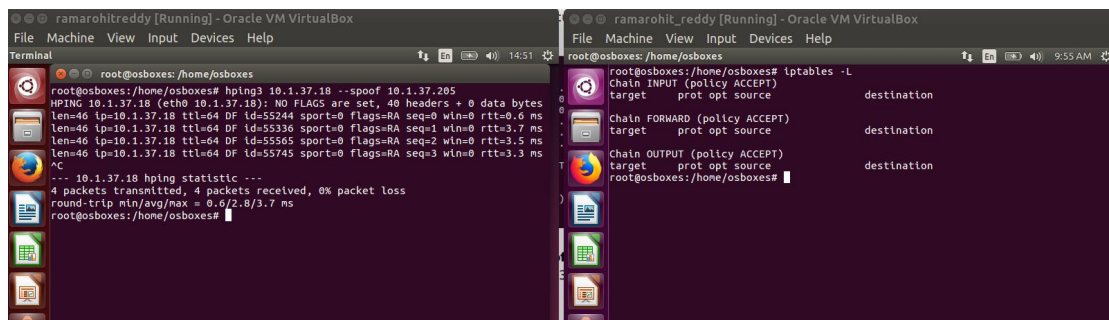 ramarohitreddy [Running] - Oracle VM VirtualBox
File Machine View Input Devices Help
Terminal En 14:51
root@osboxes: /home/osboxes
root@osboxes:/home/osboxes# hping3 10.1.37.18 --spoof 10.1.37.205
HPING 10.1.37.18 (eth0 10.1.37.18): NO FLAGS are set, 40 headers + 0 data bytes
len=46 ip=10.1.37.18 ttl=64 DF id=55244 sport=0 flags=RA seq=0 win=0 rtt=0.6 ms
len=46 ip=10.1.37.18 ttl=64 DF id=55336 sport=0 flags=RA seq=1 win=0 rtt=3.7 ms
len=46 ip=10.1.37.18 ttl=64 DF id=55565 sport=0 flags=RA seq=2 win=0 rtt=3.5 ms
len=46 ip=10.1.37.18 ttl=64 DF id=55745 sport=0 flags=RA seq=3 win=0 rtt=3.3 ms
^C
--- 10.1.37.18 hping statistic ---
4 packets transmitted, 4 packets received, 0% packet loss
round-trip min/avg/max = 0.6/2.8/3.7 ms
root@osboxes:/home/osboxes#
ramarohit_reddy [Running] - Oracle VM VirtualBox
File Machine View Input Devices Help
root@osboxes: /home/osboxes En 9:55 AM
root@osboxes:/home/osboxes# iptables -L
Chain INPUT (policy ACCEPT)
target prot opt source destination
Chain FORWARD (policy ACCEPT)
target prot opt source destination
Chain OUTPUT (policy ACCEPT)
target prot opt source destination
root@osboxes:/home/osboxes#